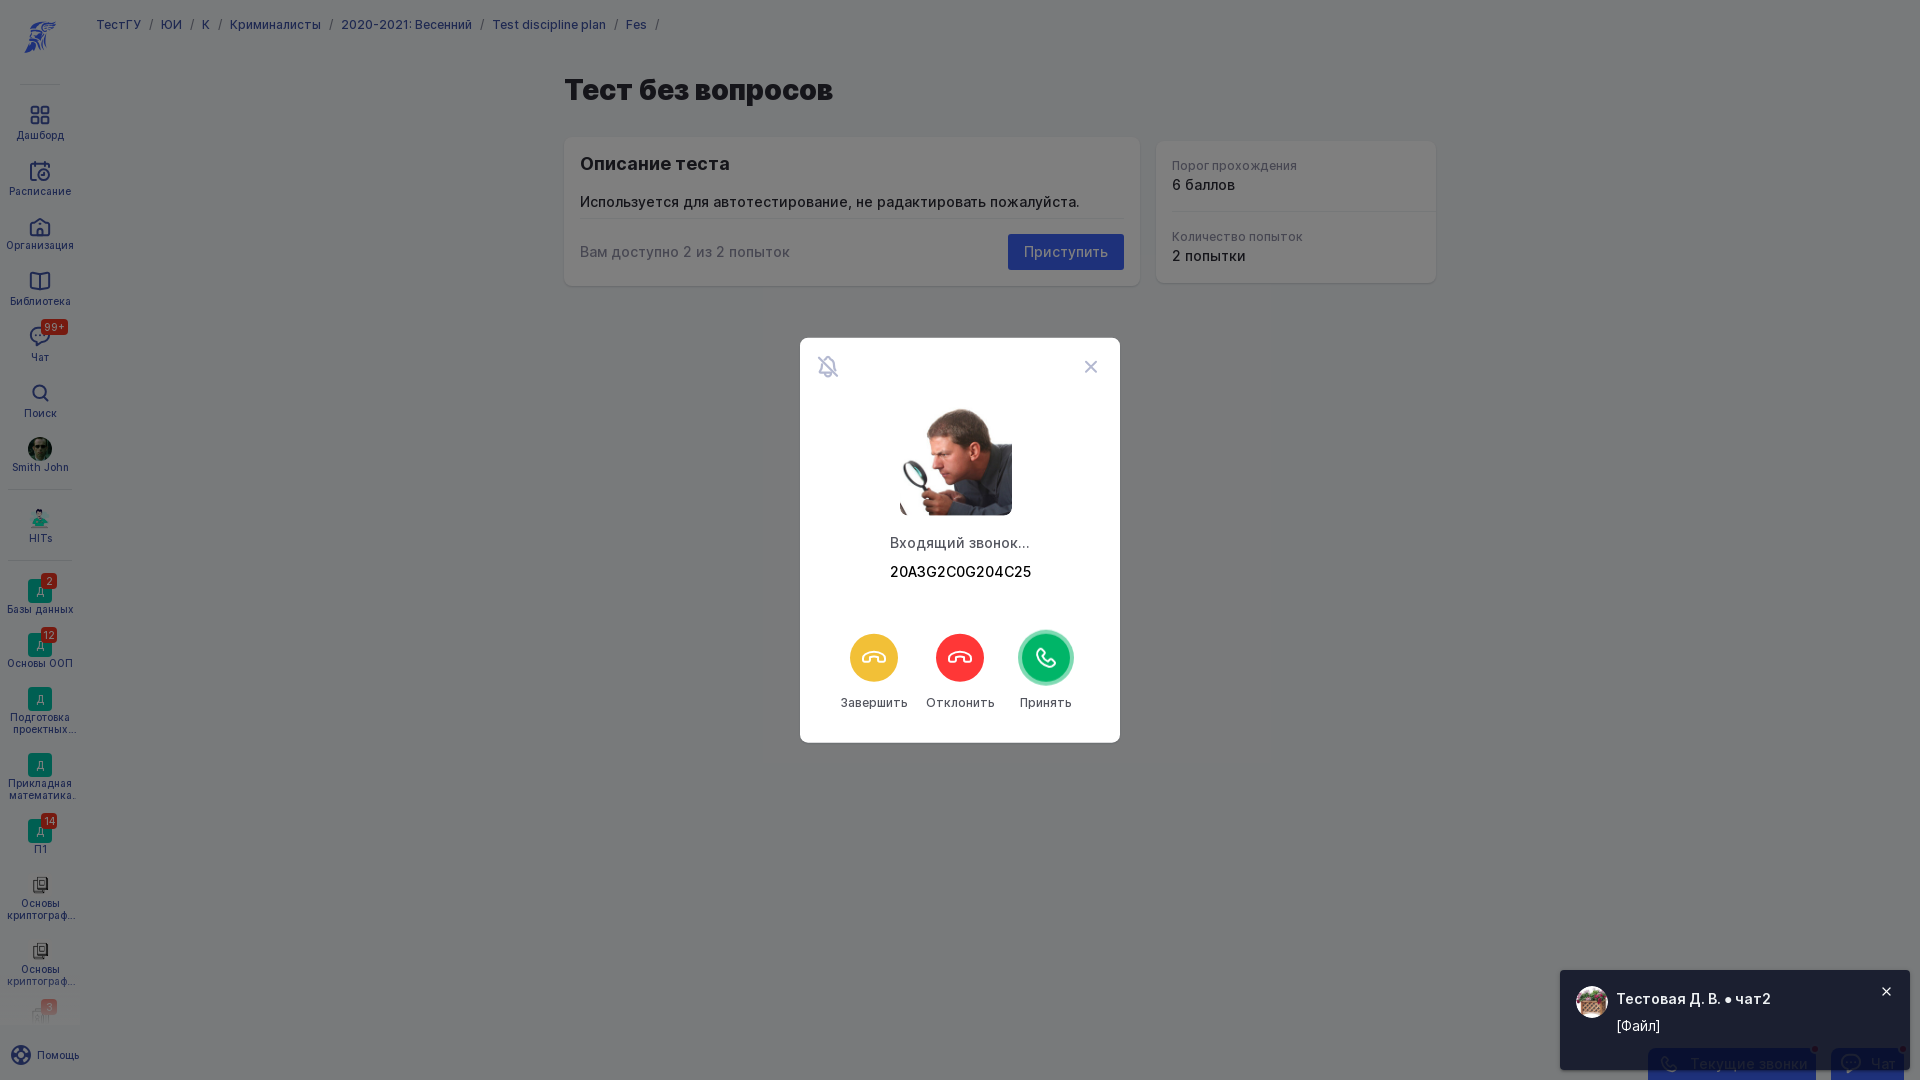 ТестГУ / ЮИ / К / Криминалисты / 2020-2021: Весенний / Test discipline plan / Fes /
Дашборд
Расписание
Организация
Библиотека
99+
Чат
Поиск
Smith John
HITs
2
Д
Базы данных
12
Д
Основы ООП
Д
Подготовка
проектных...
Д
Прикладная
математика.
14
Д
П1
Основы
криптограф...
Основы
криптограф...
3
Помощь
Тест без вопросов
Описание теста
Используется для автотестирование, не радактировать пожалуйста.
Вам доступно 2 из 2 попыток
Приступить
Порог прохождения
6 баллов
Количество попыток
2 попытки
Входящий звонок...
20A3G2C0G204C25
Завершить
Отклонить
Принять
Тестовая Д. В. ● чат2
[Файл]
Текущие звонки
Чат